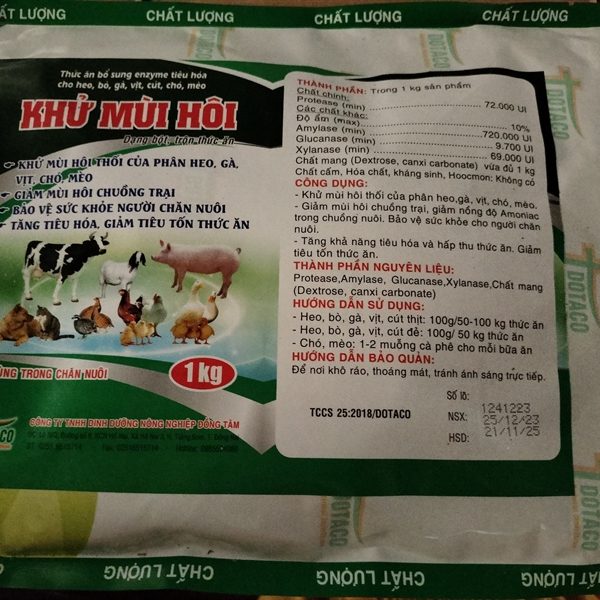 CHẤT LƯỢNG
CHẤT LƯỢNG
CHẤT LƯỢNG
CHẤT LƯỢNG
DOTACO
Thức ăn bổ sung enzyme tiêu hóa
cho heo, bò, gà, vịt, cút, chó, mèo
KHỬ MÙI HÔI
Dạng bột, trộn thức ăn
KHỬ MÙI HÔI THỐI CỦA PHÂN HEO, GÀ,
VỊT, CHÓ, MÈO
GIẢM MÙI HÔI CHUỒNG TRẠI
BẢO VỆ SỨC KHỎE NGƯỜI CHĂN NUÔI
TĂNG TIÊU HÓA, GIẢM TIÊU TỐN THỨC ĂN
TRONG CHĂN NUÔI
1 kg
CÔNG TY TNHH DINH DƯỠNG NÔNG NGHIỆP ĐỒNG TÂM
THÀNH PHẦN: Trong 1 kg sản phẩm
Chất chính:
Protease (min) 72.000 UI
Các chất khác:
Độ ẩm (max) 10%
Amylase (min) 720.000 UI
Glucanase (min) 9.700 UI
Xylanase (min) 69.000 UI
Chất mang (Dextrose, canxi carbonate) vừa đủ 1 kg
Chất cấm, Hóa chất, kháng sinh, Hoocmon: Không có
CÔNG DỤNG:
- Khử mùi hôi thối của phân heo,gà, vịt, chó, mèo.
- Giảm mùi hôi chuồng trại, giảm nồng độ Amoniac
trong chuồng nuôi. Bảo vệ sức khỏe cho người chăn
nuôi.
- Tăng khả năng tiêu hóa và hấp thu thức ăn. Giảm
tiêu tốn thức ăn.
THÀNH PHẦN NGUYÊN LIỆU:
Protease,Amylase, Glucanase,Xylanase,Chất mang
(Dextrose, canxi carbonate)
HƯỚNG DẪN SỬ DỤNG:
- Heo, bò, gà, vịt, cút thịt: 100g/50-100 kg thức ăn
- Heo, bò, gà, vịt, cút đẻ: 100g/ 50 kg thức ăn
- Chó, mèo: 1-2 muỗng cà phê cho mỗi bữa ăn
HƯỚNG DẪN BẢO QUẢN:
Để nơi khô ráo, thoáng mát, tránh ánh sáng trực tiếp.
TCCS 25:2018/DOTACO
Số lô: 1241223
NSX: 25/12/23
HSD: 21/11/25
DOTACO
DOTACO
DOTACO
CHẤT LƯỢNG
CHẤT LƯỢNG
CHẤT LƯỢNG